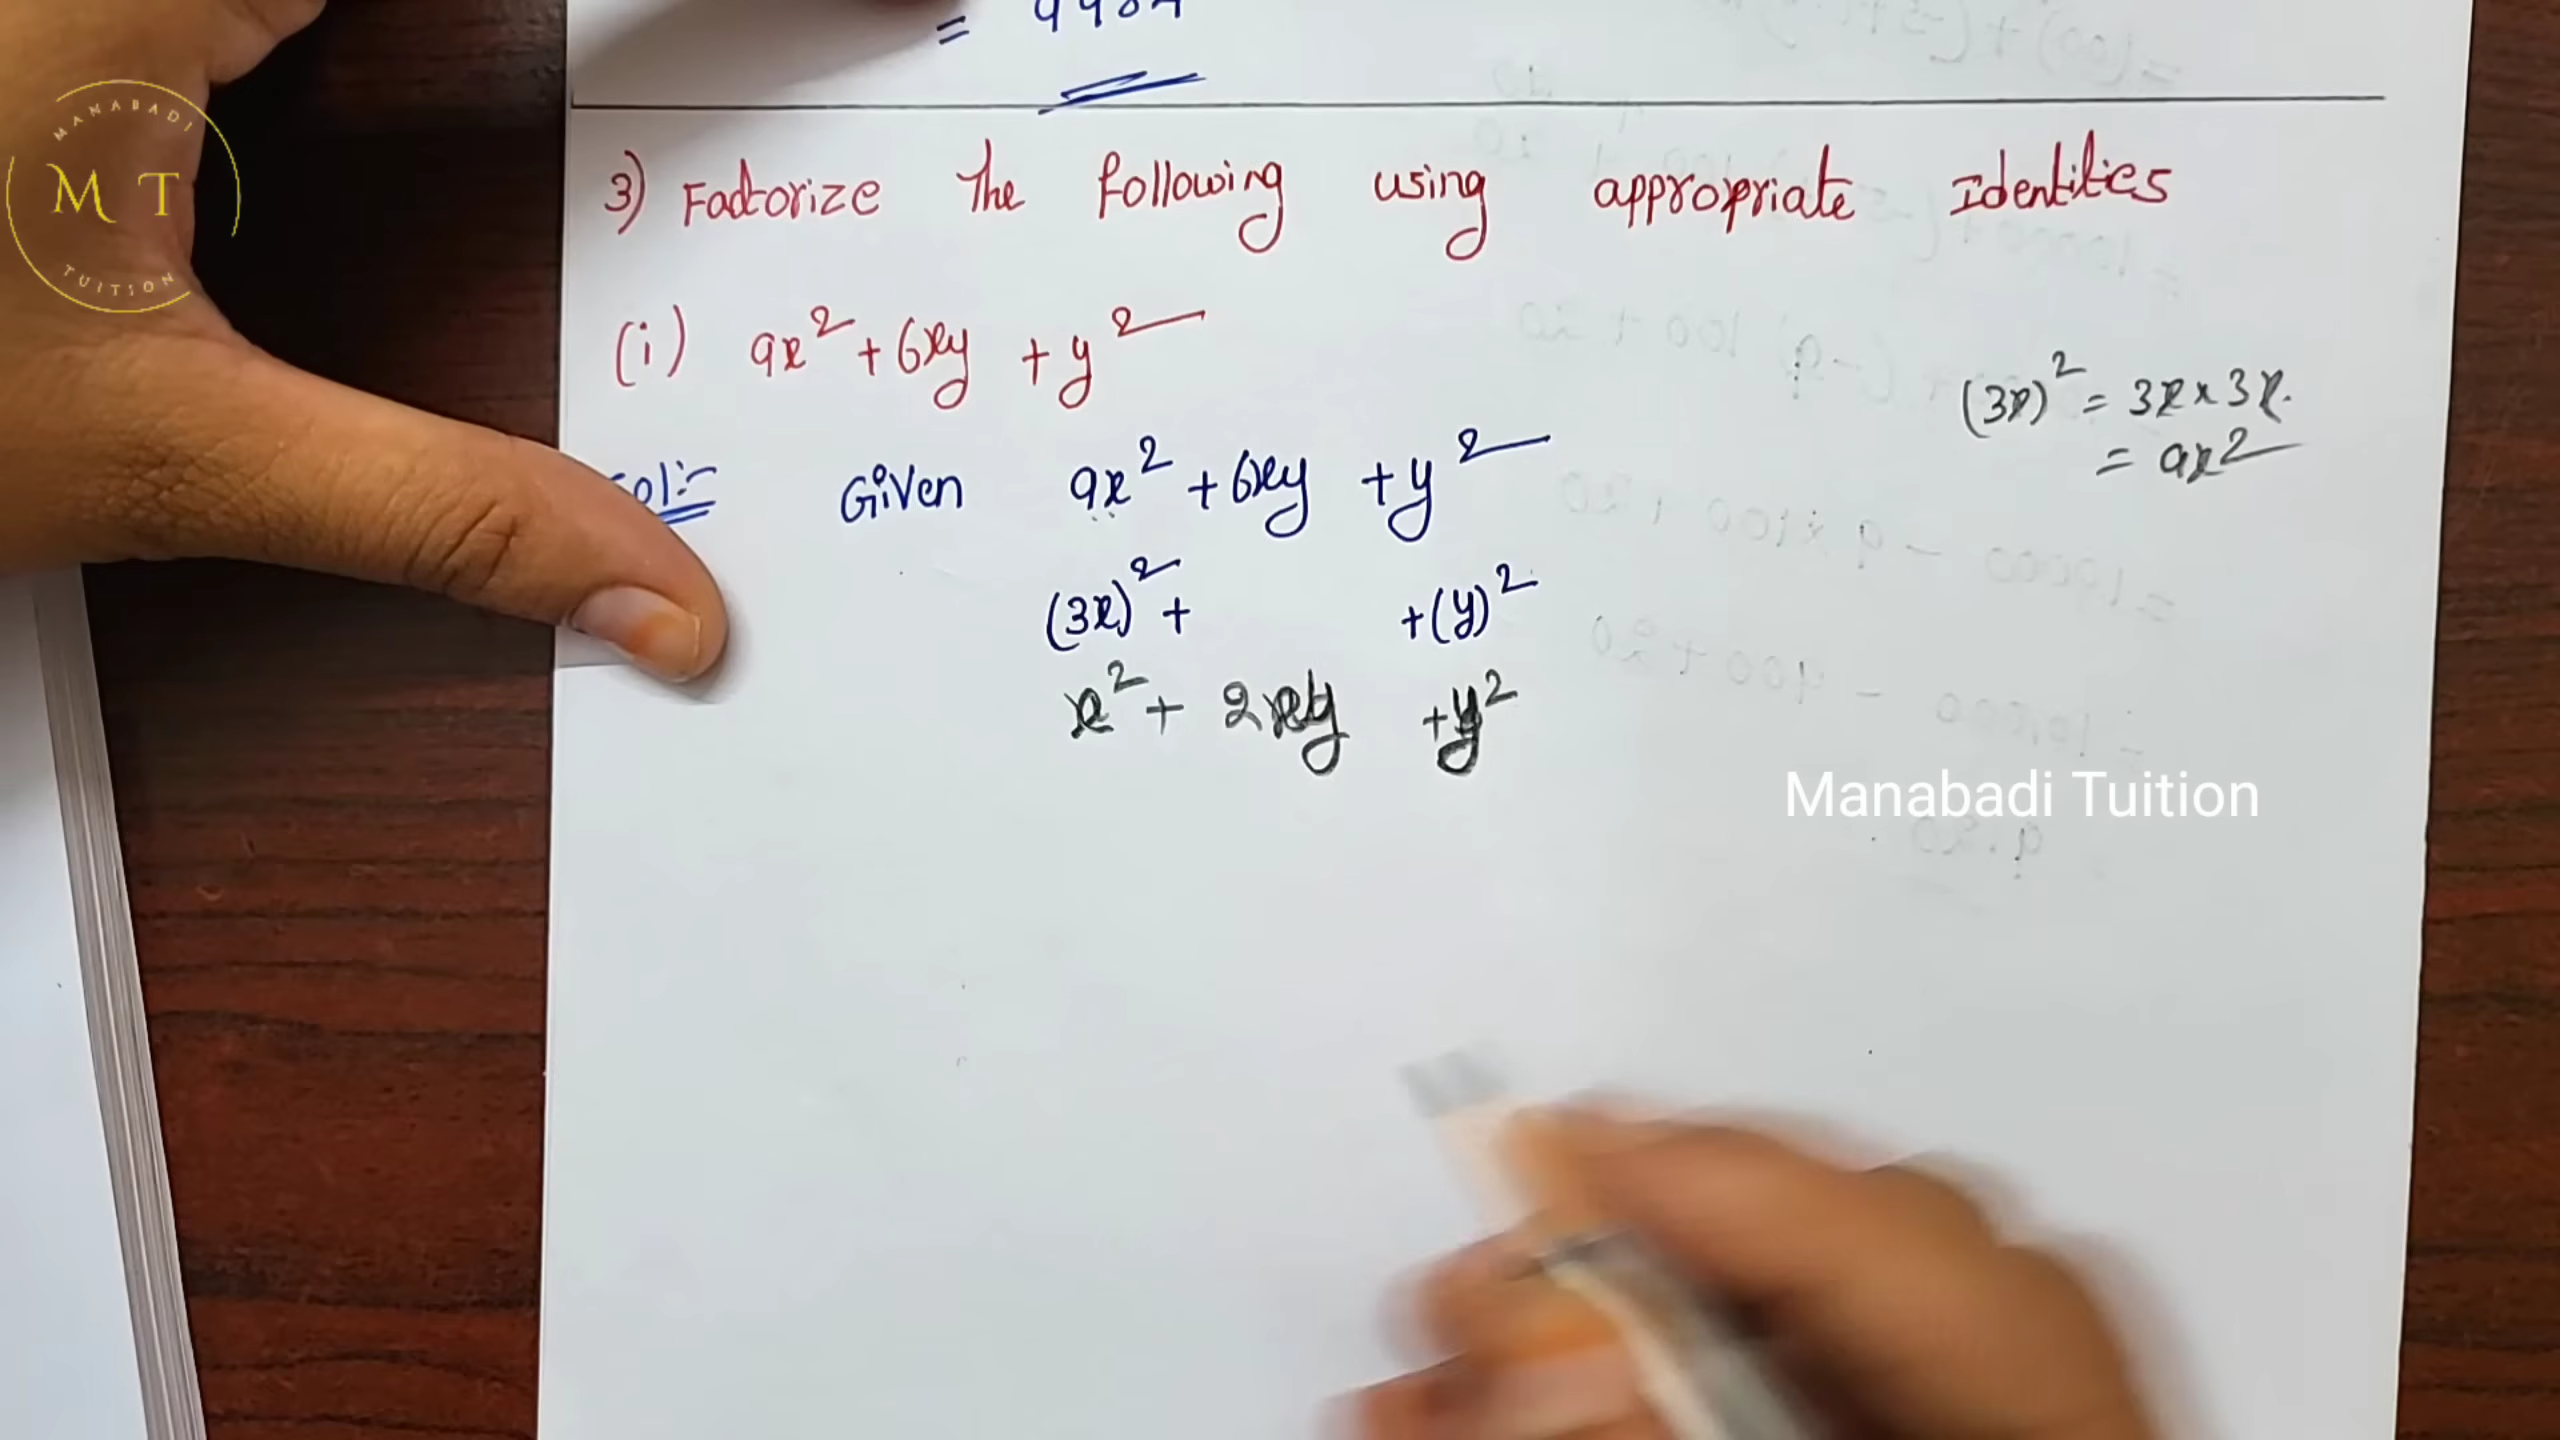 MANABADI
M T
TUITION
3) Factorize The following using appropriate Identities
(i) 9x² + 6xy + y²
Sol:- Given 9x² + 6xy + y²
(3x)² = 3x × 3x.
= 9x²
(3x)² + + (y)²
x² + 2xy + y²
Manabadi Tuition